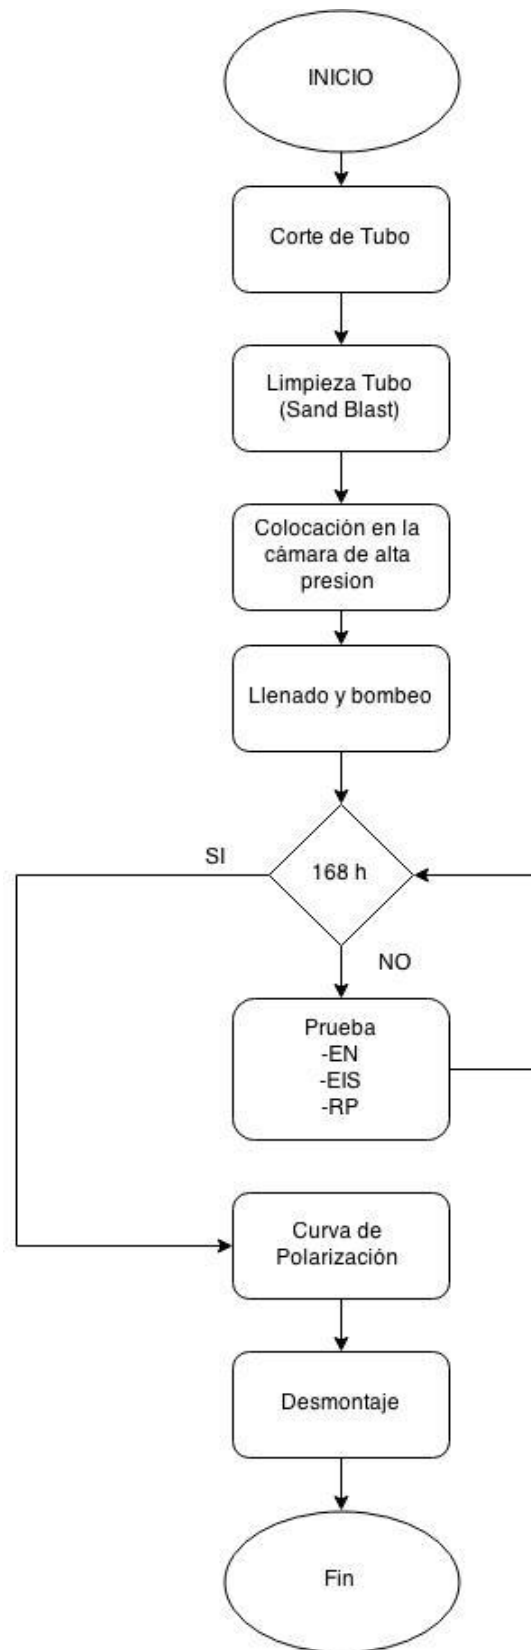 INICIO
Corte de Tubo
Limpieza Tubo
(Sand Blast)
Colocación en la
cámara de alta
presion
Llenado y bombeo
SI
168 h
NO
Prueba
-EN
-EIS
-RP
Curva de
Polarización
Desmontaje
Fin